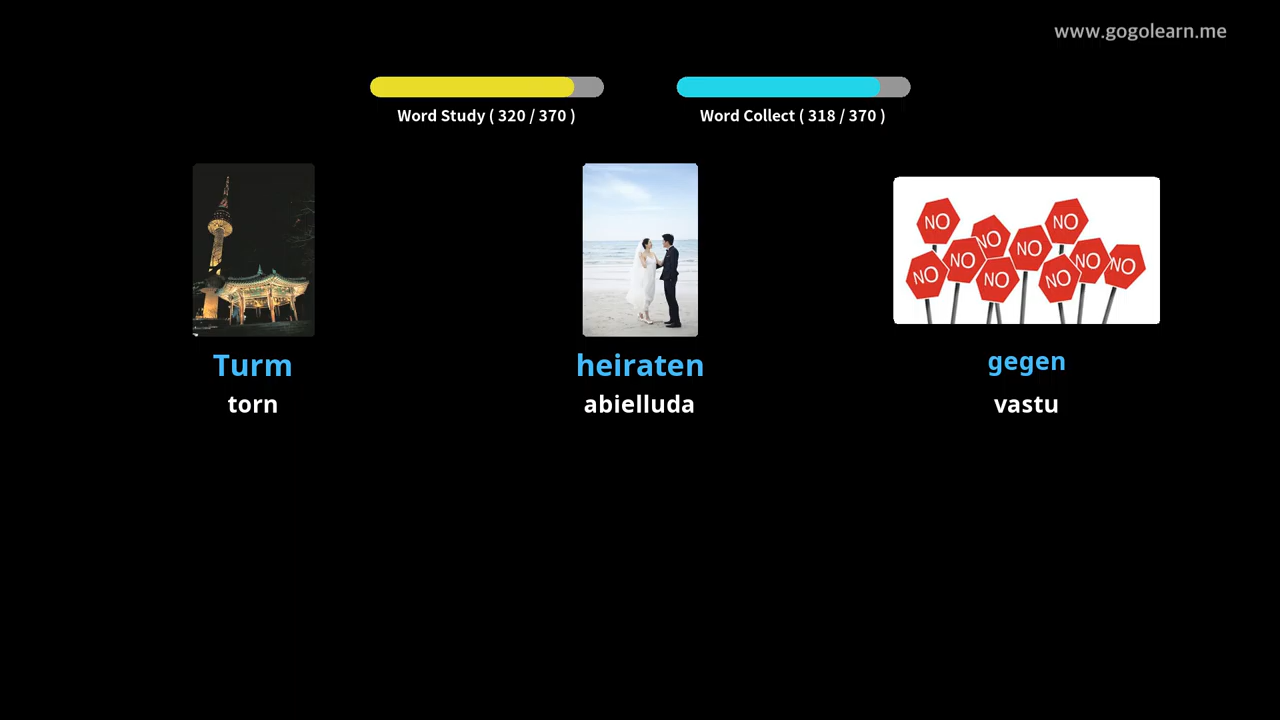 www.gogolearn.me
Word Study ( 320 / 370 )
Word Collect ( 318 / 370 )
NO
NO
NO
NO
NO
NO
NO
NO
NO
NO
Turm
heiraten
gegen
torn
abielluda
vastu